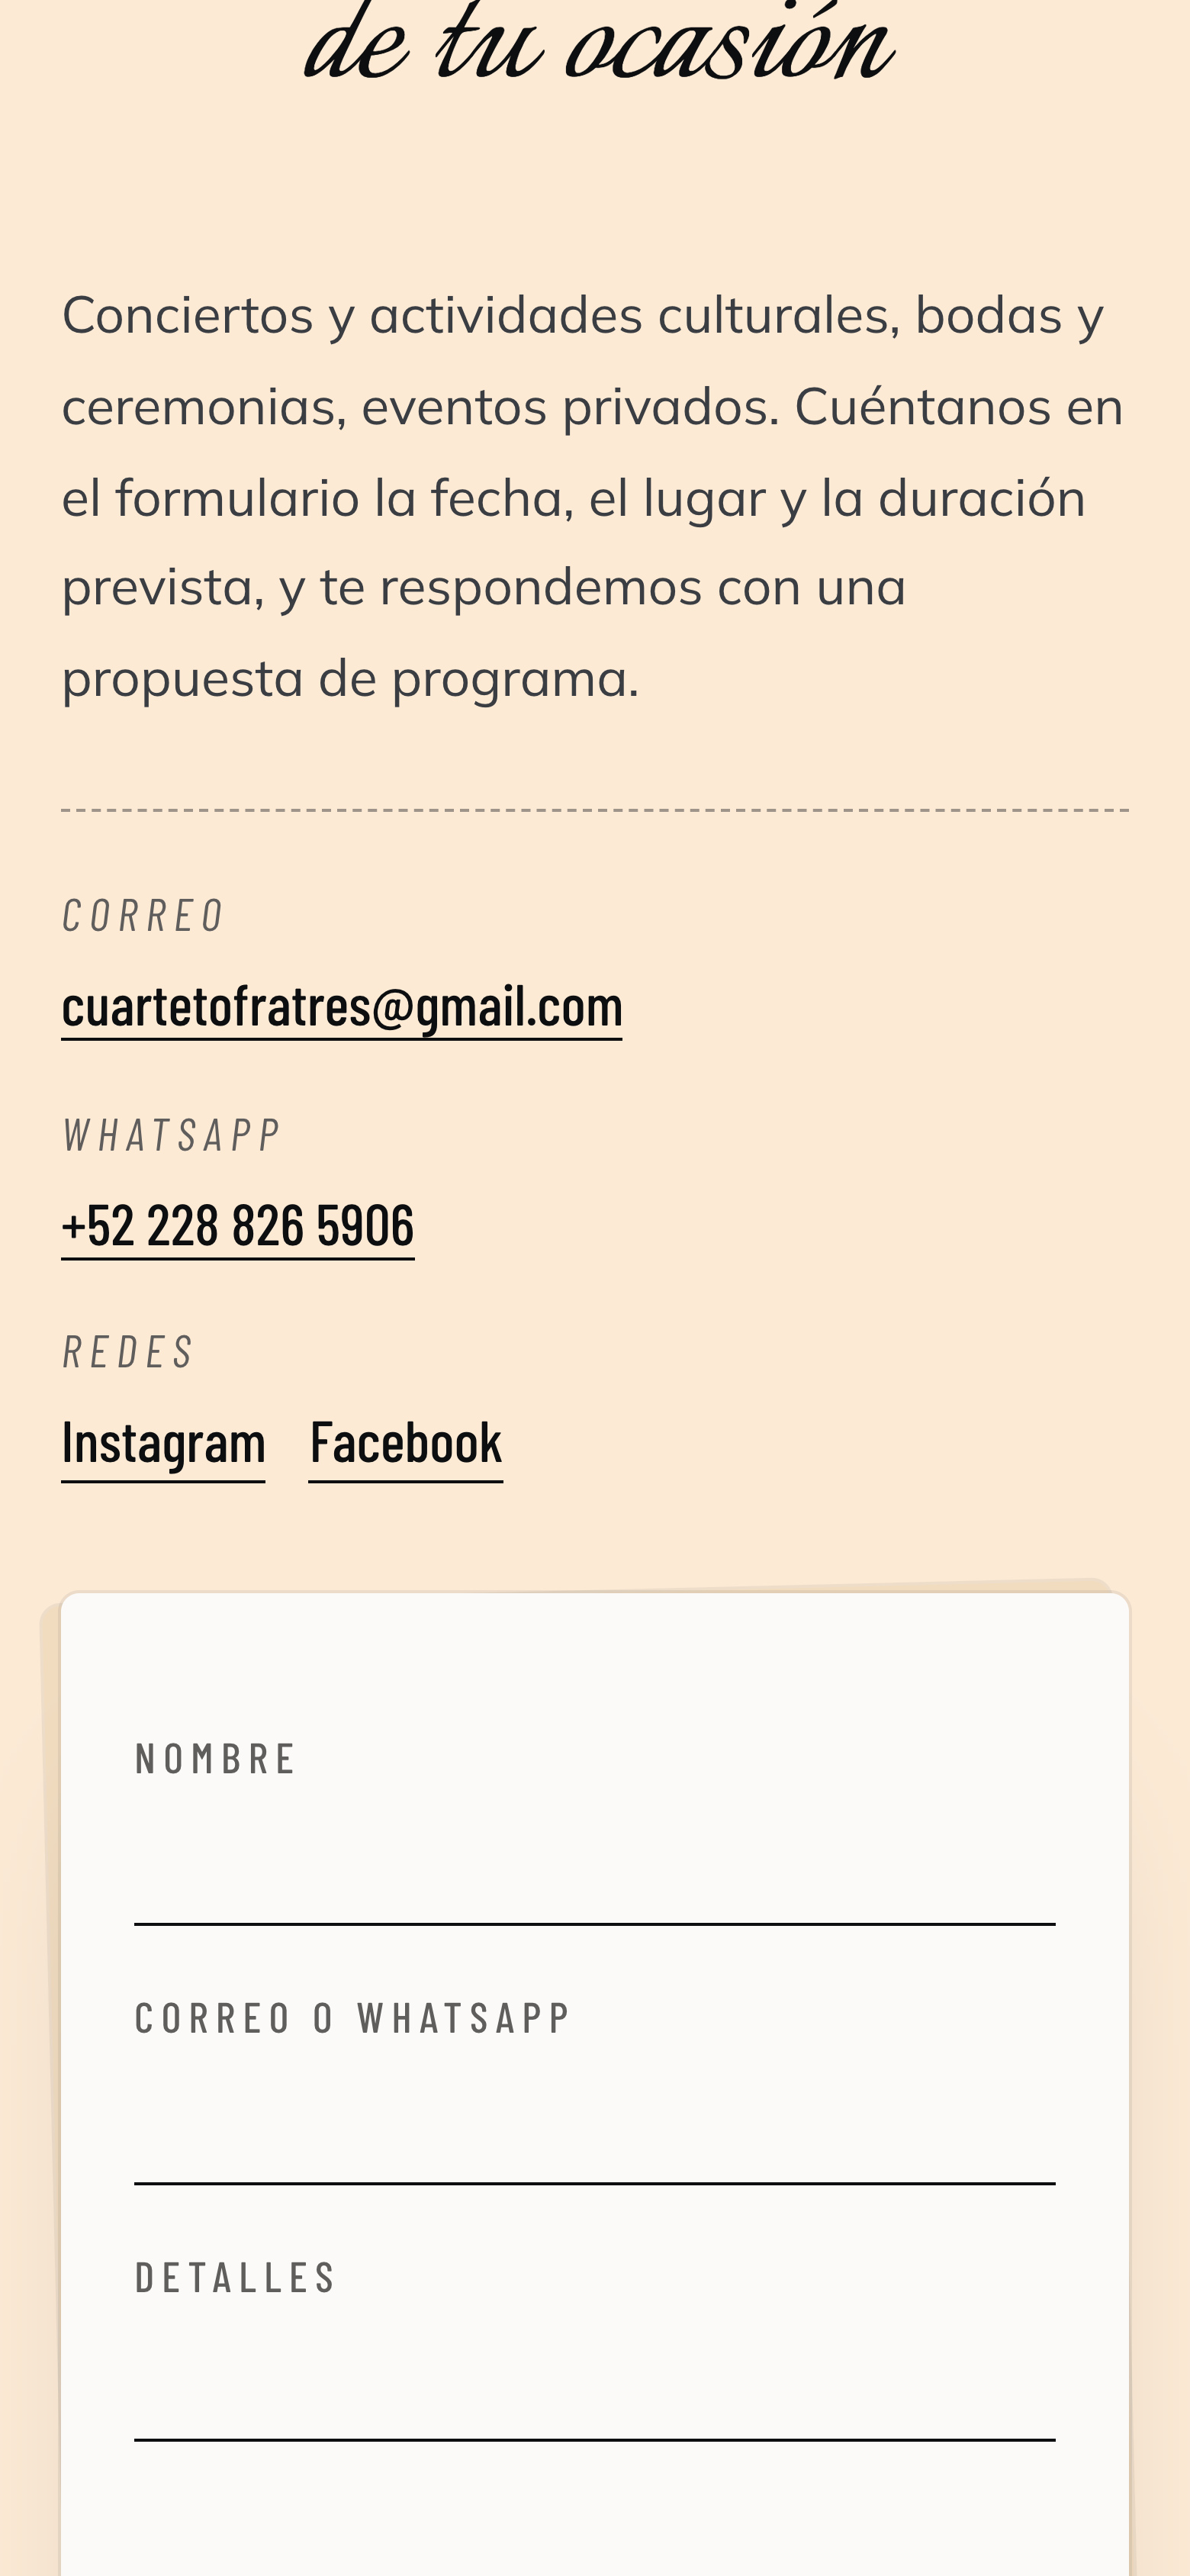 de tu ocasión
Conciertos y actividades culturales, bodas y
ceremonias, eventos privados. Cuéntanos en
el formulario la fecha, el lugar y la duración
prevista, y te respondemos con una
propuesta de programa.
CORREO
cuartetofratres@gmail.com
WHATSAPP
+52 228 826 5906
REDES
Instagram Facebook
NOMBRE
CORREO O WHATSAPP
DETALLES